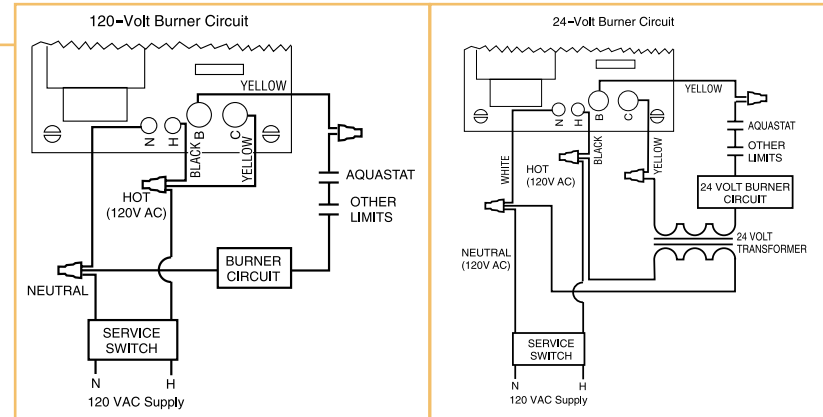 120-Volt Burner Circuit
YELLOW
N
H
B
C
BLACK
YELLOW
HOT
(120V AC)
AQUASTAT
OTHER
LIMITS
BURNER
CIRCUIT
NEUTRAL
SERVICE
SWITCH
N
H
120 VAC Supply
24-Volt Burner Circuit
YELLOW
N
H
B
C
WHITE
BLACK
YELLOW
HOT
(120V AC)
AQUASTAT
OTHER
LIMITS
24 VOLT BURNER
CIRCUIT
24 VOLT
TRANSFORMER
NEUTRAL
(120V AC)
SERVICE
SWITCH
N
H
120 VAC Supply